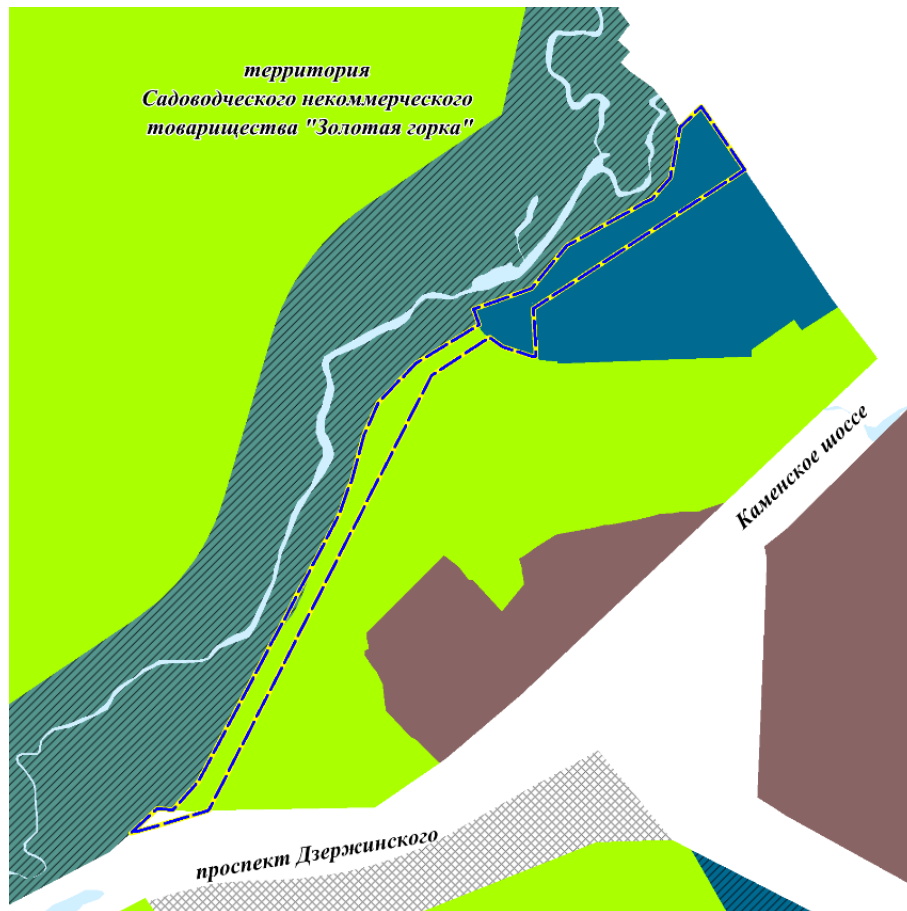 территория
Садоводческого некоммерческого
товарищества "Золотая горка"
Каменское шоссе
проспект Дзержинского